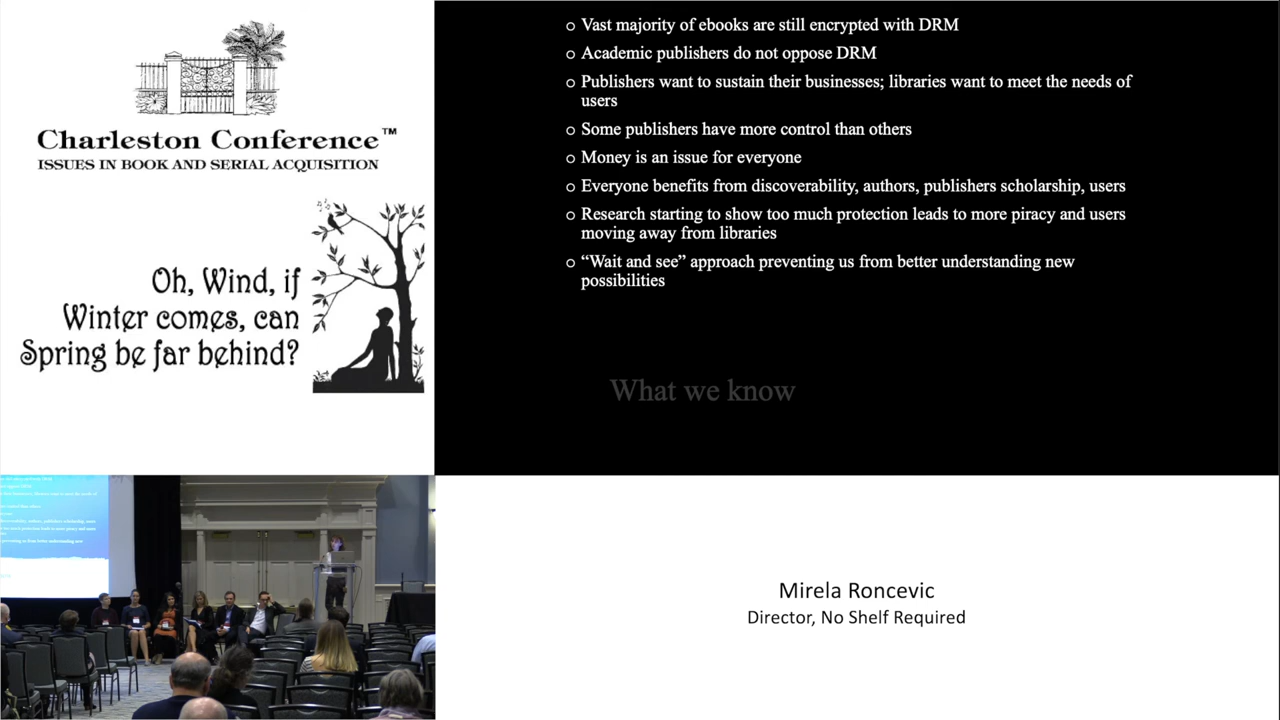 Charleston Conference™
ISSUES IN BOOK AND SERIAL ACQUISITION
Oh, Wind, if
Winter comes, can
Spring be far behind?
Vast majority of ebooks are still encrypted with DRM
Academic publishers do not oppose DRM
Publishers want to sustain their businesses; libraries want to meet the needs of
users
Some publishers have more control than others
Money is an issue for everyone
Everyone benefits from discoverability, authors, publishers scholarship, users
Research starting to show too much protection leads to more piracy and users
moving away from libraries
“Wait and see” approach preventing us from better understanding new
possibilities
What we know
Mirela Roncevic
Director, No Shelf Required